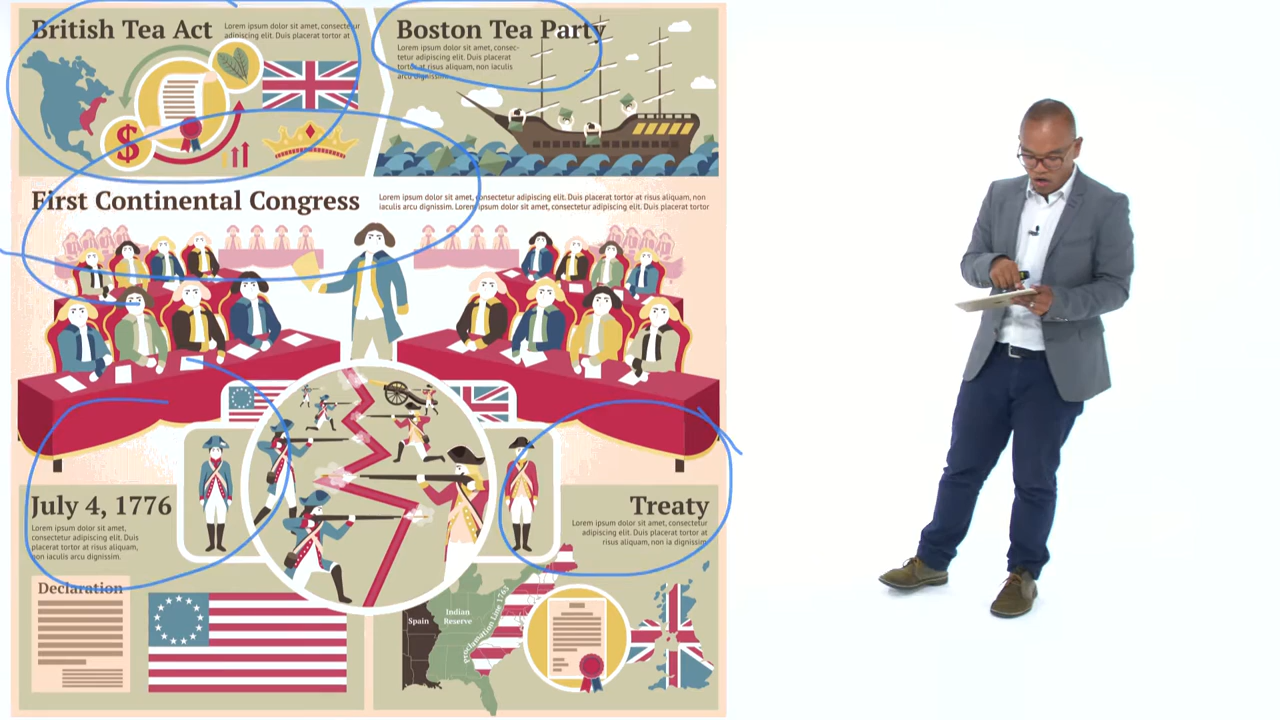 British Tea Act
Lorem ipsum dolor sit amet, consectetur
adipiscing elit. Duis placerat tortor at
$
Boston Tea Party
Lorem ipsum dolor sit amet, consec-
tetur adipiscing elit. Duis placerat
tortor at risus aliquam, non iaculis
arcu dignissim.
First Continental Congress
Lorem ipsum dolor sit amet, consectetur adipiscing elit. Duis placerat tortor at risus aliquam, non
iaculis arcu dignissim. Lorem ipsum dolor sit amet, consectetur adipiscing elit. Duis placerat tortor
July 4, 1776
Lorem ipsum dolor sit amet,
consectetur adipiscing elit. Duis
placerat tortor at risus aliquam,
non iaculis arcu dignissim.
Treaty
Lorem ipsum dolor sit amet, consectetur
adipiscing elit. Duis placerat tortor at
risus aliquam, non ia dignissim.
Declaration
Spain
Indian
Reserve
Proclamation Line 1763